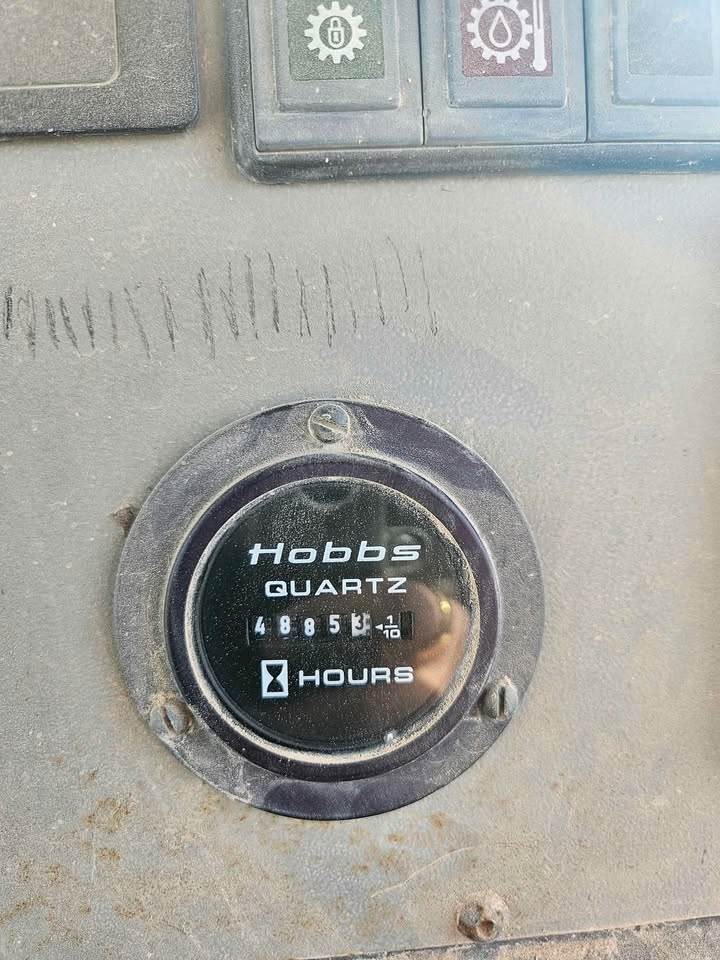 Hobbs
QUARTZ
48853 ◄1/10
HOURS